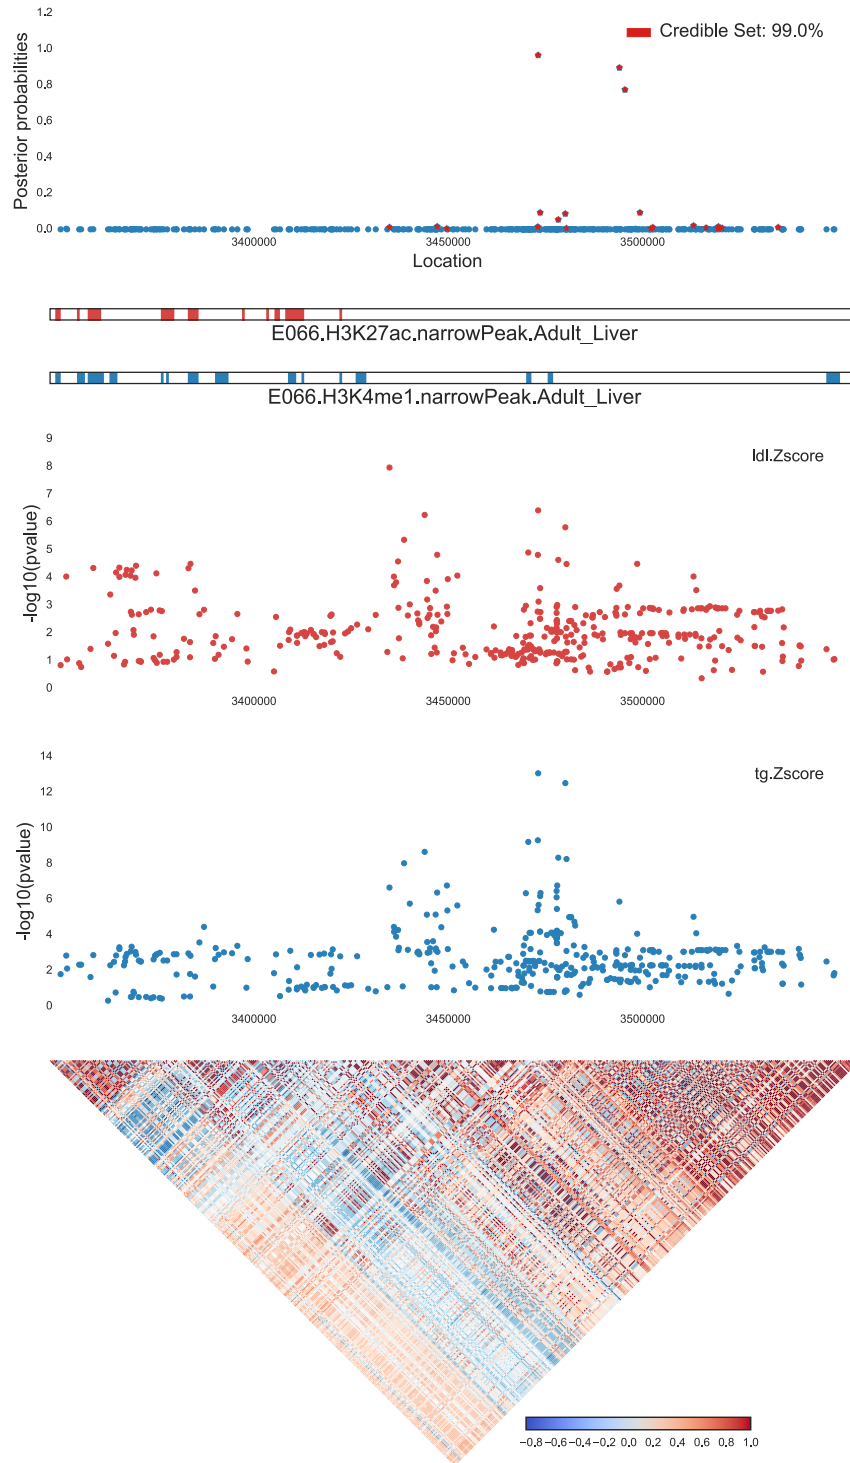 1.2
Credible Set: 99.0%
1.0
0.8
0.6
0.4
0.2
0.0
Posterior probabilities
3400000 3450000 3500000
Location
E066.H3K27ac.narrowPeak.Adult_Liver
E066.H3K4me1.narrowPeak.Adult_Liver
9
ldl.Zscore
8
7
6
5
4
3
2
1
0
-log10(pvalue)
3400000 3450000 3500000
14
tg.Zscore
12
10
8
6
4
2
0
-log10(pvalue)
3400000 3450000 3500000
−0.8 −0.6 −0.4 −0.2 0.0 0.2 0.4 0.6 0.8 1.0